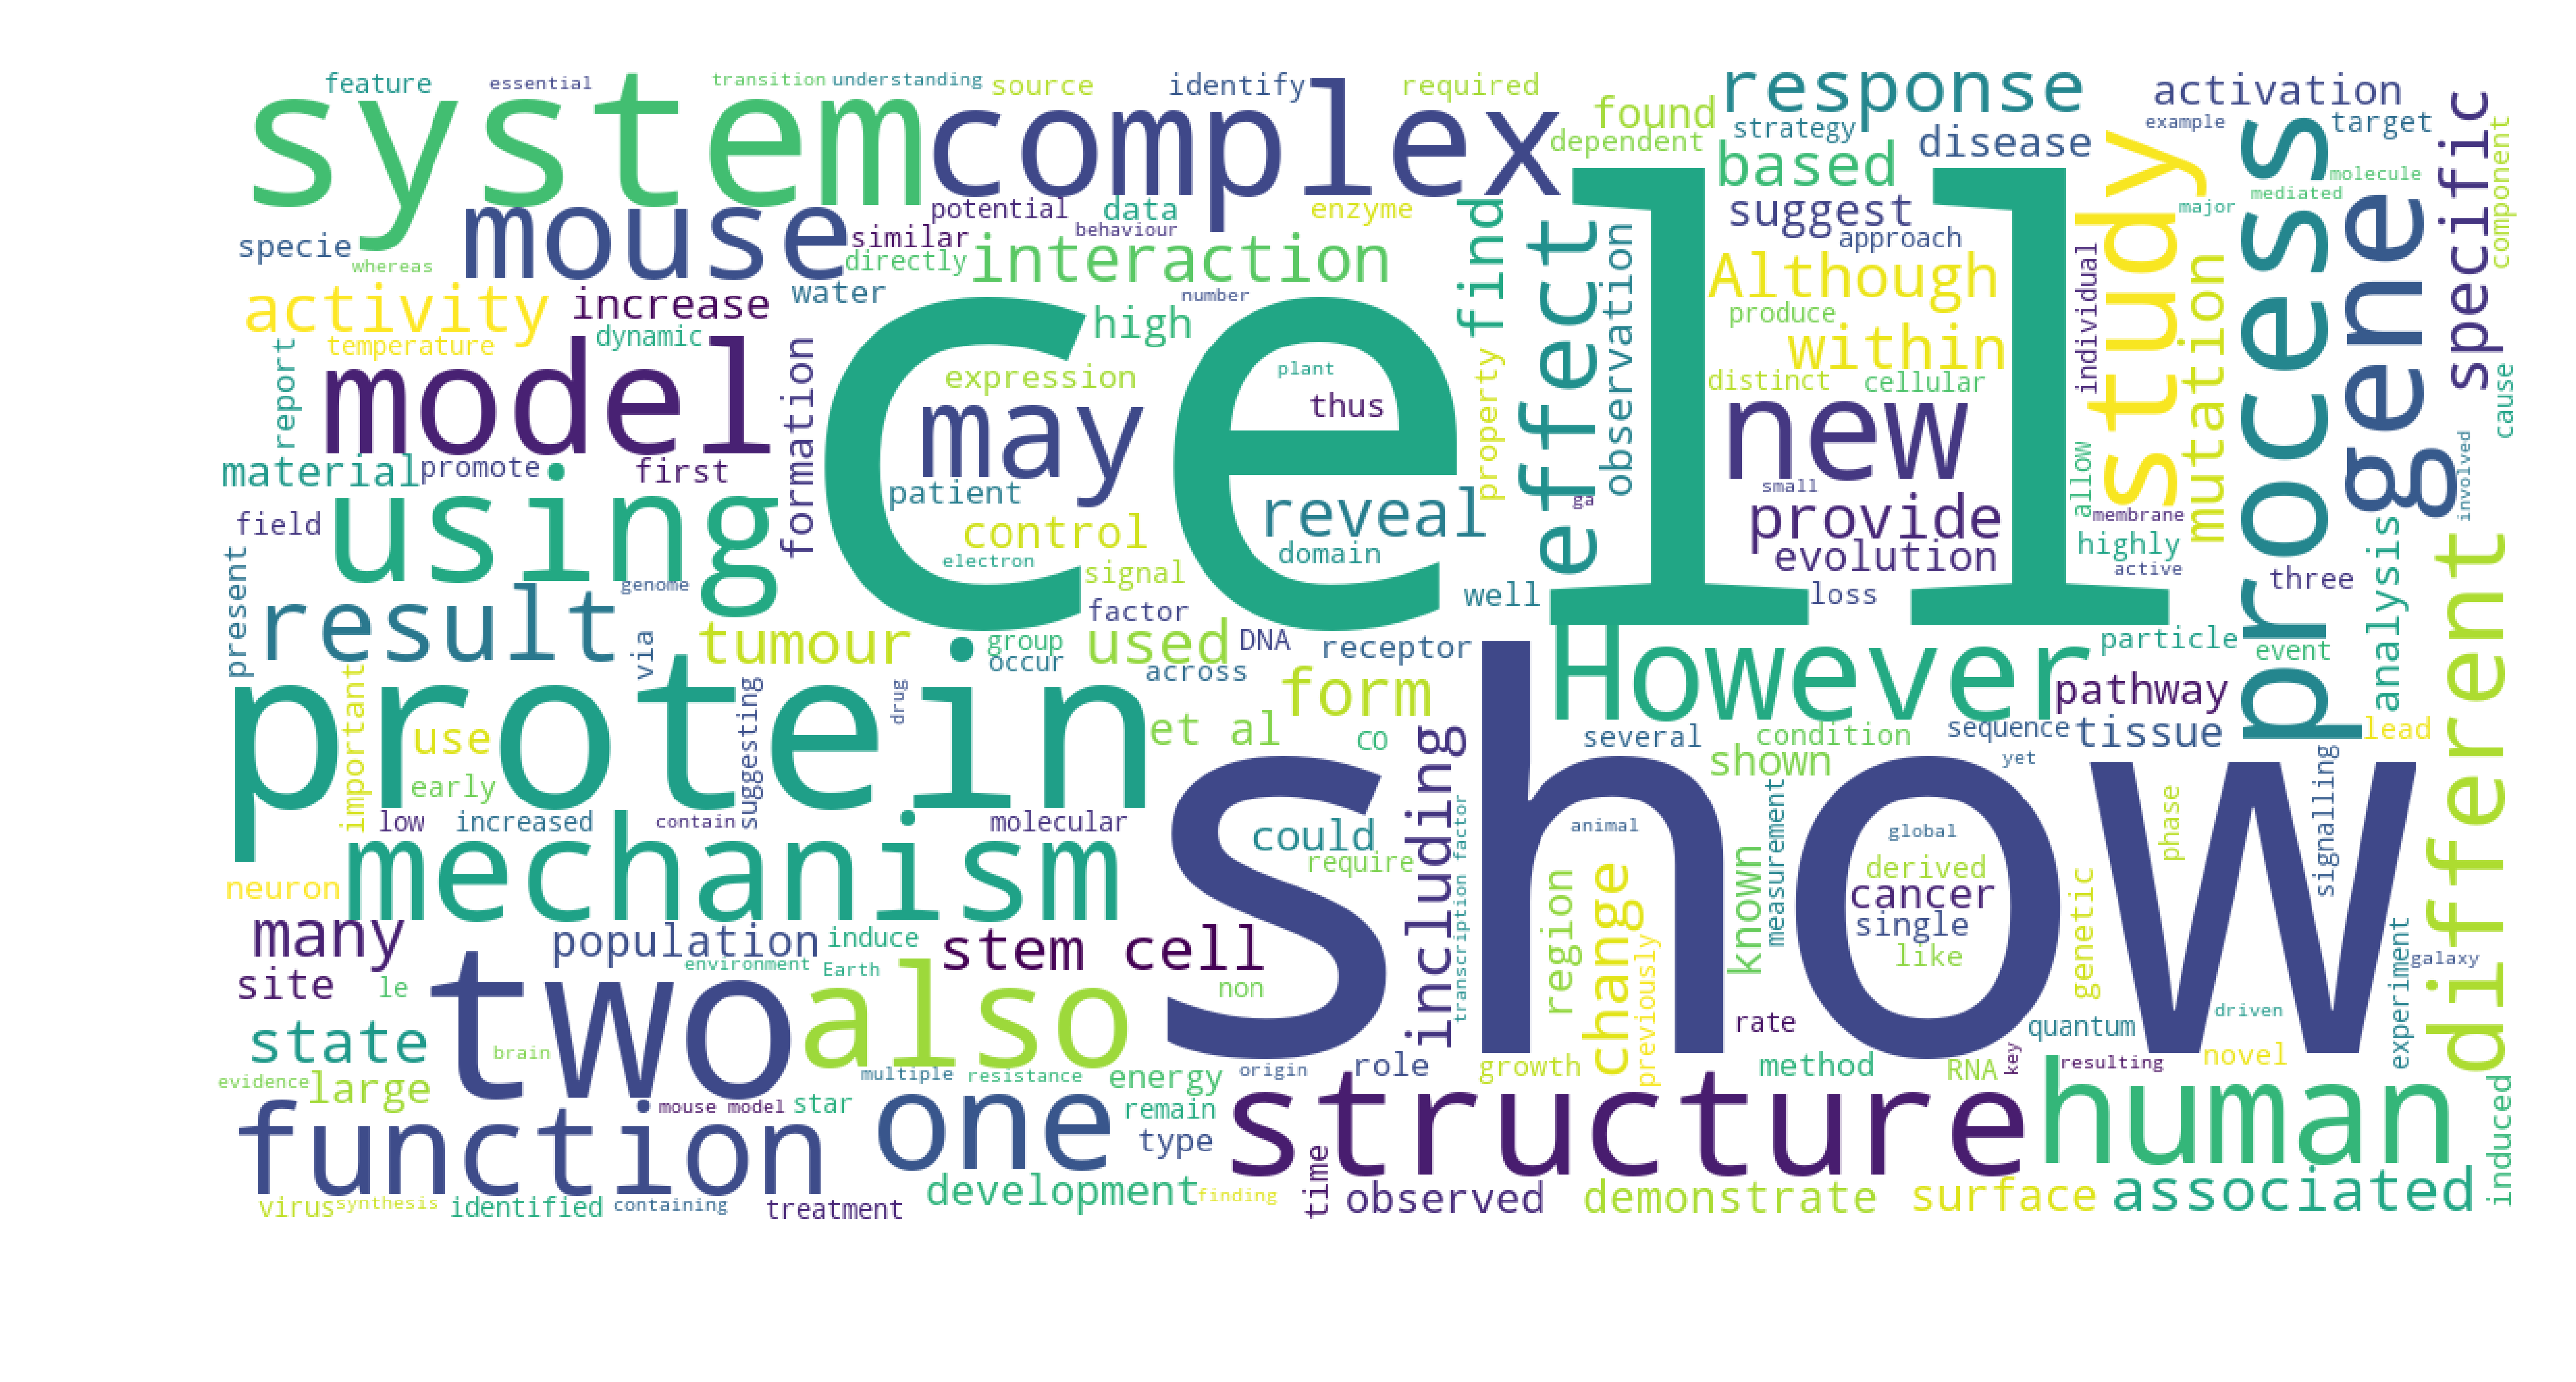 feature
essential
transition
understanding
source
identify
required
response
activation
system
complex
found
strategy
example
target
dependent
based
disease
study
process
gene
specific
component
molecule
mediated
major
mouse
potential
data
enzyme
find
effect
suggest
specie
similar
behaviour
approach
whereas
directly
interaction
observation
individual
mutation
activity
increase
water
number
Although
cell
temperature
dynamic
high
produce
within
report
model
formation
expression
plant
property
distinct
cellular
cause
may
thus
new
material
promote
first
patient
reveal
ga
small
provide
allow
membrane
involved
using
field
control
domain
evolution
highly
analysis
different
present
electron
signal
active
three
result
genome
factor
well
loss
via
tumour
group
occur
used
DNA
receptor
However
particle
event
protein
important
drug
across
form
pathway
use
suggesting
et al
co
including
several
condition
sequence
tissue
lead
early
shown
yet
signalling
low
increased
contain
molecular
could
show
animal
global
measurement
phase
mechanism
require
transcription factor
derived
neuron
change
known
cancer
genetic
many
population
induce
stem cell
region
single
experiment
galaxy
site
le
environment
Earth
non
previously
like
two
also
state
rate
quantum
driven
brain
evidence
large
multiple
resistance
energy
origin
role
growth
method
RNA
key
resulting
novel
function
mouse model
star
one
remain
type
structure
human
induced
time
development
virus
synthesis
identified
containing
treatment
finding
observed
demonstrate
surface
associated